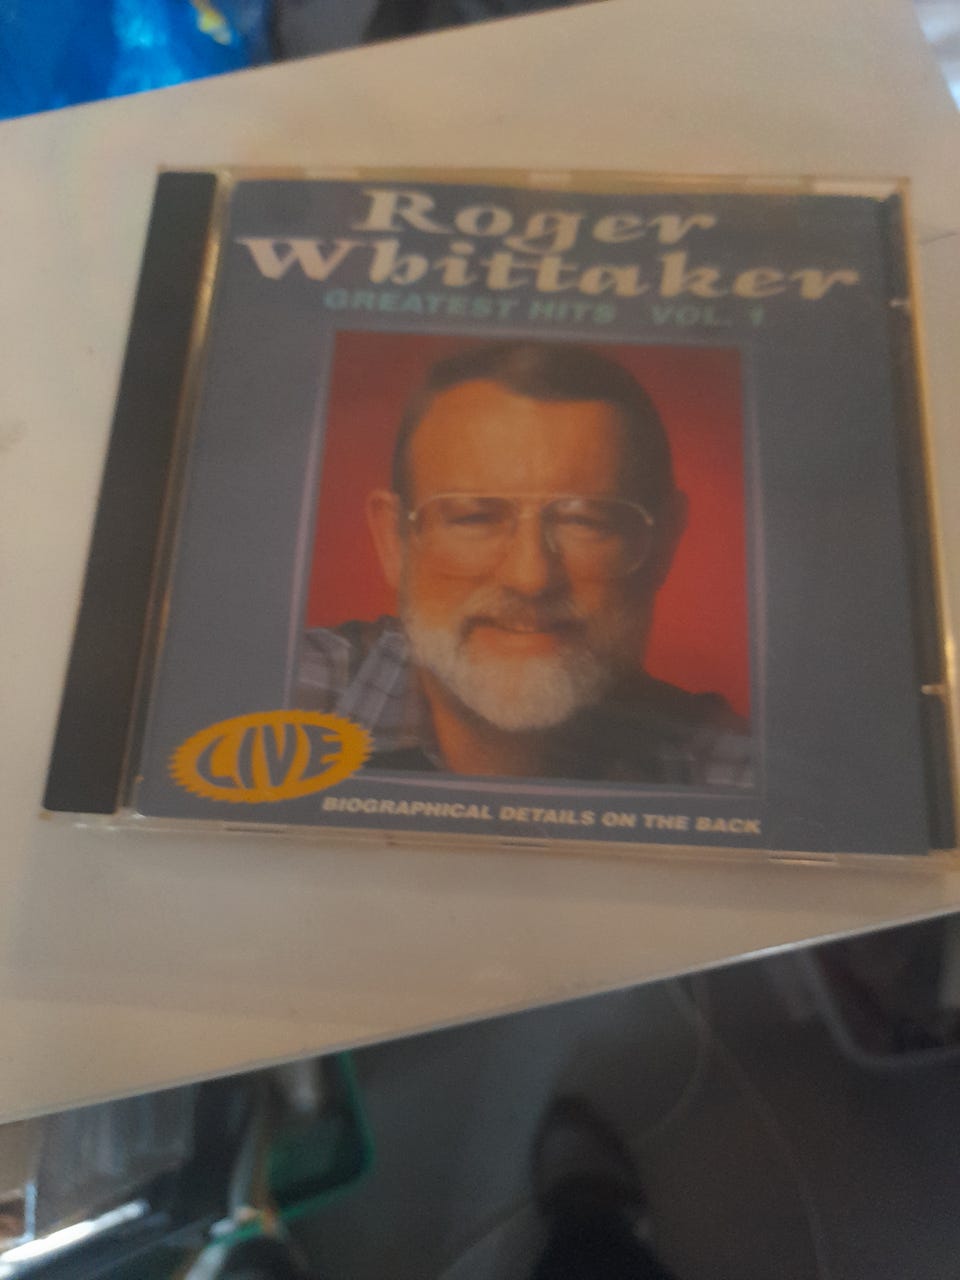 Roger
Whittaker
GREATEST HITS VOL. 1
LIVE
BIOGRAPHICAL DETAILS ON THE BACK